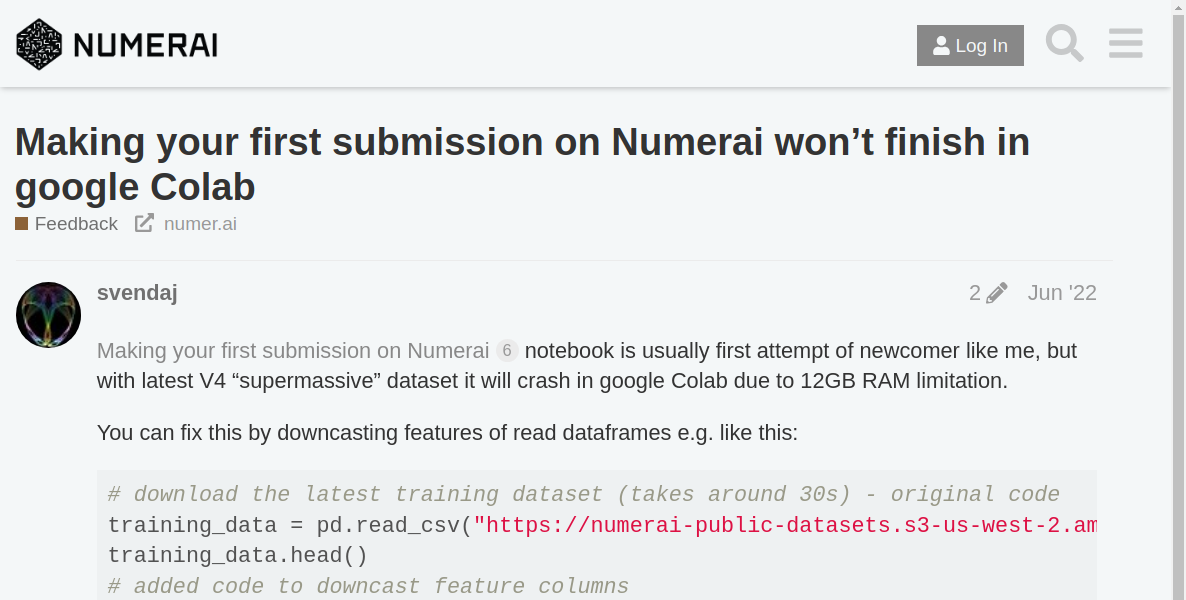 NUMERAI
Log In
Making your first submission on Numerai won’t finish in
google Colab
Feedback numer.ai
svendaj 2 Jun '22
Making your first submission on Numerai 6 notebook is usually first attempt of newcomer like me, but
with latest V4 “supermassive” dataset it will crash in google Colab due to 12GB RAM limitation.
You can fix this by downcasting features of read dataframes e.g. like this:
# download the latest training dataset (takes around 30s) - original code
training_data = pd.read_csv("https://numerai-public-datasets.s3-us-west-2.am
training_data.head()
# added code to downcast feature columns